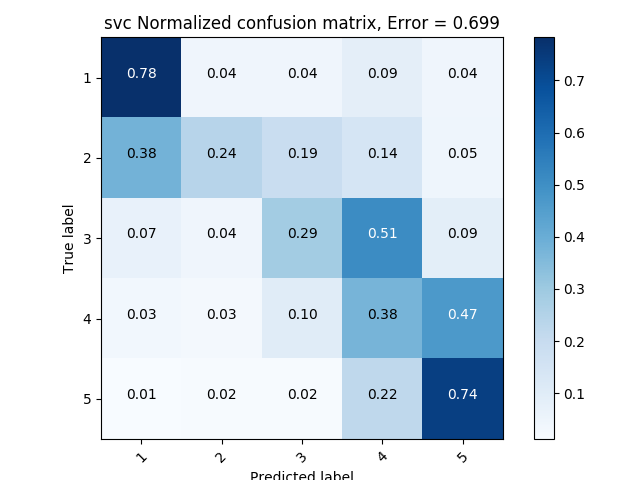 svc Normalized confusion matrix, Error = 0.699
1 0.78 0.04 0.04 0.09 0.04
2 0.38 0.24 0.19 0.14 0.05
3 0.07 0.04 0.29 0.51 0.09
4 0.03 0.03 0.10 0.38 0.47
5 0.01 0.02 0.02 0.22 0.74
True label
1 2 3 4 5
Predicted label
0.7
0.6
0.5
0.4
0.3
0.2
0.1